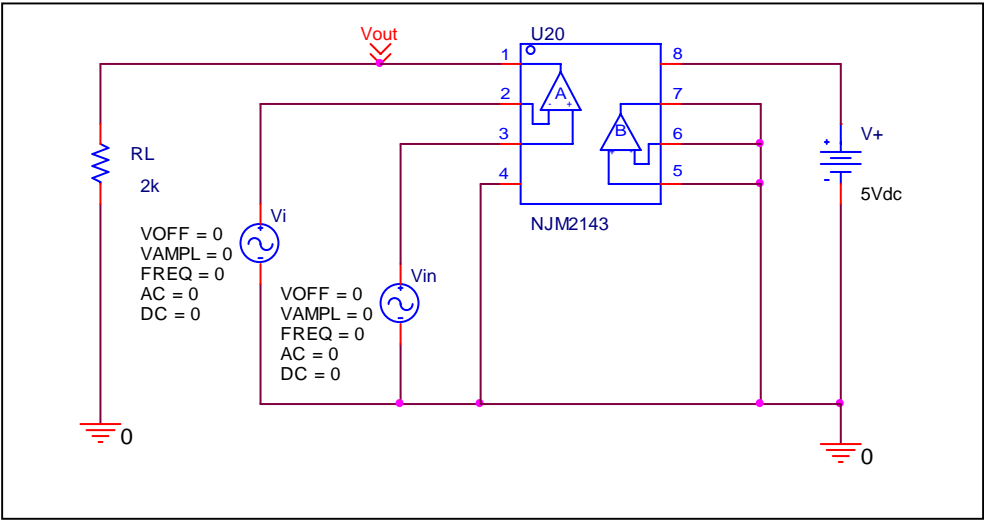 Vout
U20
1
8
A
2
7
V+
B
3
6
RL
2k
4
5
5Vdc
Vi
NJM2143
VOFF = 0
VAMPL = 0
FREQ = 0
AC = 0
DC = 0
Vin
VOFF = 0
VAMPL = 0
FREQ = 0
AC = 0
DC = 0
0
0